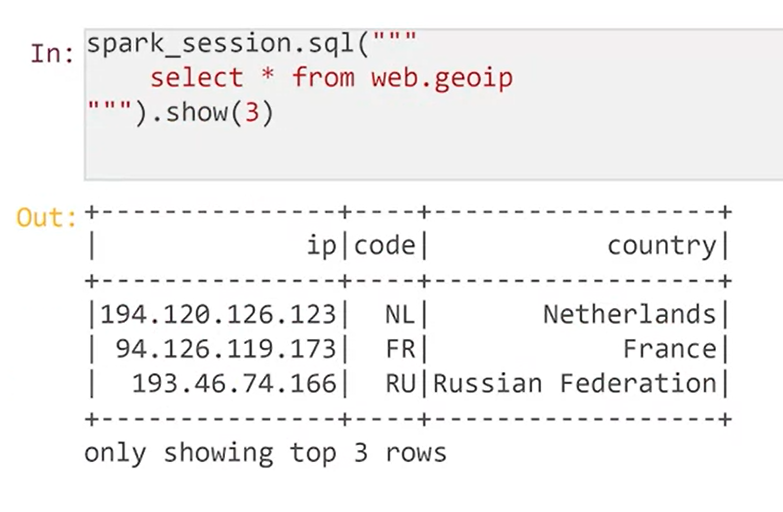 In: spark_session.sql("""
    select * from web.geoip
""").show(3)
Out: +---------------+----+------------------+
|             ip|code|           country|
+---------------+----+------------------+
|194.120.126.123|  NL|       Netherlands|
| 94.126.119.173|  FR|            France|
|  193.46.74.166|  RU|Russian Federation|
+---------------+----+------------------+
only showing top 3 rows